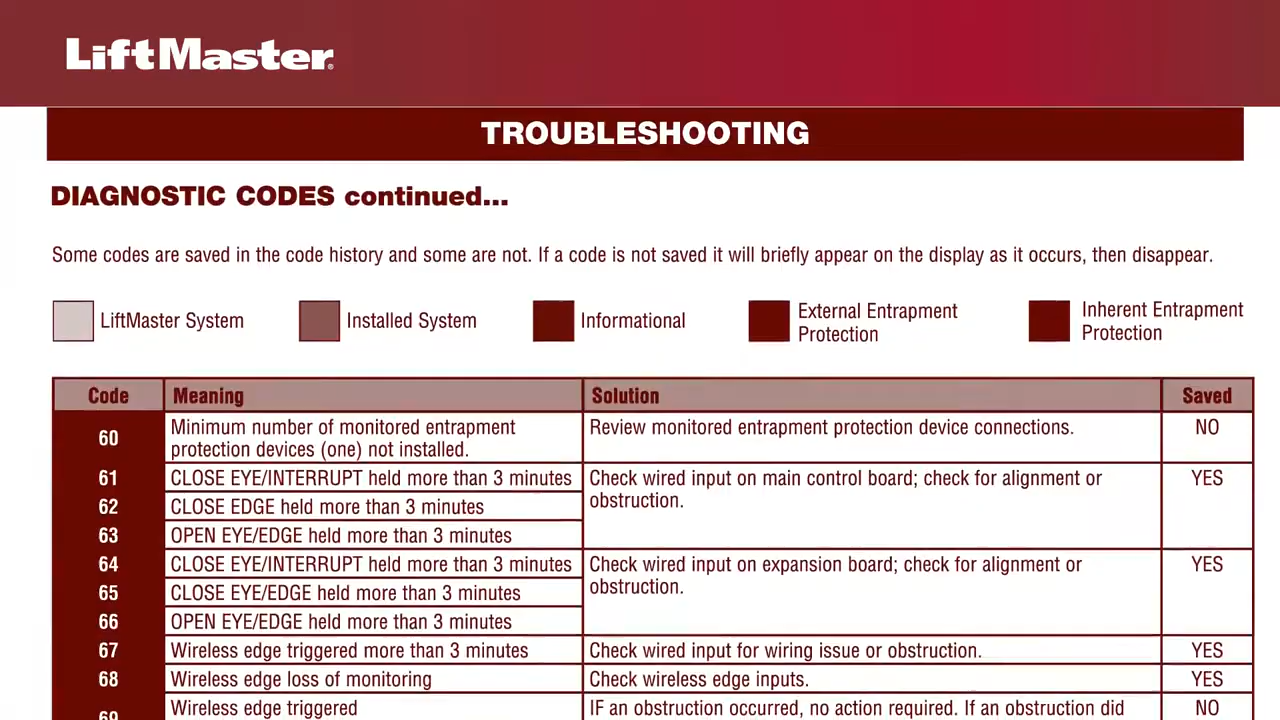 LiftMaster®
TROUBLESHOOTING
DIAGNOSTIC CODES continued...
Some codes are saved in the code history and some are not. If a code is not saved it will briefly appear on the display as it occurs, then disappear.
LiftMaster System
Installed System
Informational
External Entrapment
Protection
Inherent Entrapment
Protection
Code Meaning Solution Saved
60 Minimum number of monitored entrapment Review monitored entrapment protection device connections. NO
protection devices (one) not installed.
61 CLOSE EYE/INTERRUPT held more than 3 minutes Check wired input on main control board; check for alignment or YES
obstruction.
62 CLOSE EDGE held more than 3 minutes
63 OPEN EYE/EDGE held more than 3 minutes
64 CLOSE EYE/INTERRUPT held more than 3 minutes Check wired input on expansion board; check for alignment or YES
obstruction.
65 CLOSE EYE/EDGE held more than 3 minutes
66 OPEN EYE/EDGE held more than 3 minutes
67 Wireless edge triggered more than 3 minutes Check wired input for wiring issue or obstruction. YES
68 Wireless edge loss of monitoring Check wireless edge inputs. YES
69 Wireless edge triggered IF an obstruction occurred, no action required. If an obstruction did NO